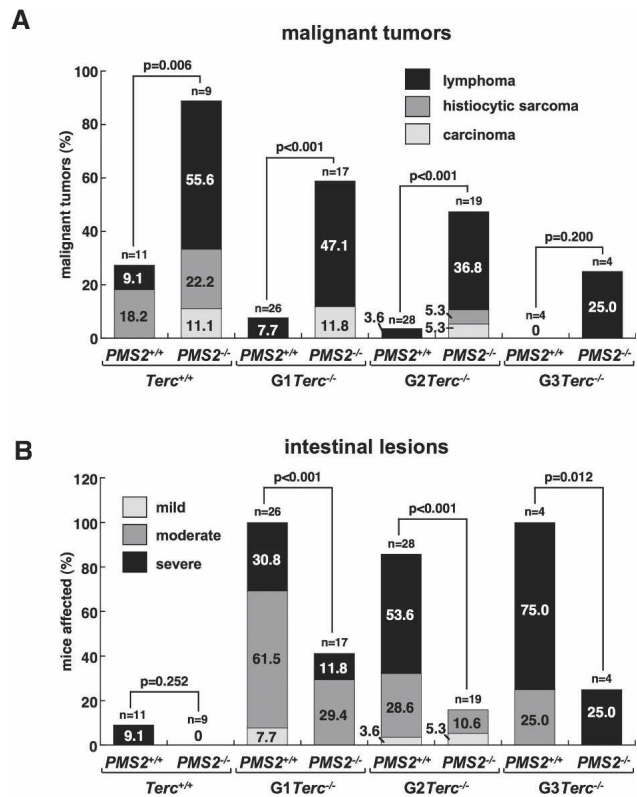 A
malignant tumors
malignant tumors (%)
100
80
60
40
20
0
p=0.006
n=9
n=11
9.1
18.2
55.6
22.2
11.1
p<0.001
n=17
n=26
7.7
47.1
11.8
p<0.001
n=19
3.6
n=28
36.8
5.3
5.3
p=0.200
n=4
n=4
0
25.0
lymphoma
histiocytic sarcoma
carcinoma
PMS2+/+ PMS2-/- PMS2+/+ PMS2-/- PMS2+/+ PMS2-/- PMS2+/+ PMS2-/-
Terc+/+ G1Terc-/- G2Terc-/- G3Terc-/-
B
intestinal lesions
mice affected (%)
120
100
80
60
40
20
0
mild
moderate
severe
p=0.252
n=11
n=9
9.1
0
p<0.001
n=26
30.8
61.5
7.7
n=17
11.8
29.4
p<0.001
n=28
53.6
28.6
3.6
n=19
10.6
5.3
p=0.012
n=4
75.0
25.0
n=4
25.0
PMS2+/+ PMS2-/- PMS2+/+ PMS2-/- PMS2+/+ PMS2-/- PMS2+/+ PMS2-/-
Terc+/+ G1Terc-/- G2Terc-/- G3Terc-/-